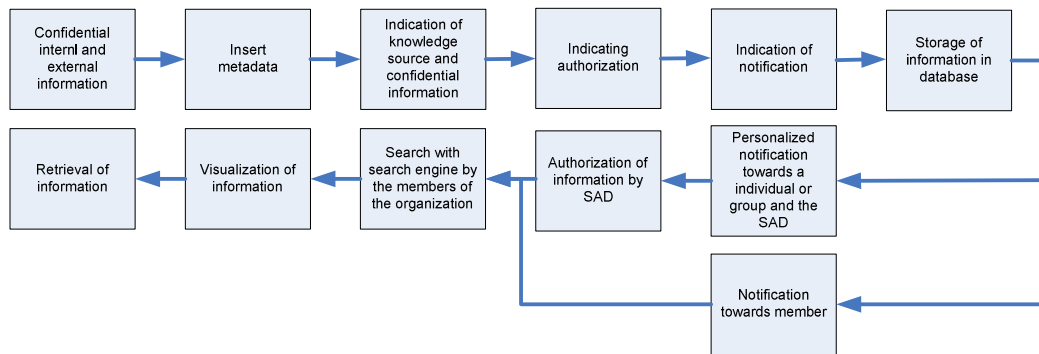 Confidential
internl and
external
information
Insert
metadata
Indication of
knowledge
source and
confidential
information
Indicating
authorization
Indication of
notification
Storage of
information in
database
Personalized
notification
towards a
individual or
group and the
SAD
Authorization of
information by
SAD
Search with
search engine by
the members of
the organization
Visualization of
information
Retrieval of
information
Notification
towards member